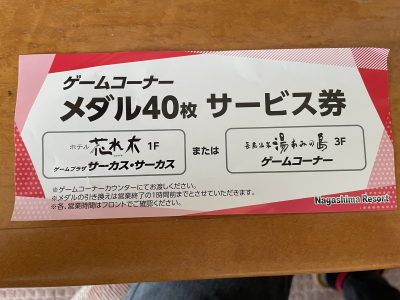 ゲームコーナー
メダル40枚 サービス券
ホテル 花水木 1F
ゲームプラザ サーカス・サーカス
または
長島温泉 湯あみの島 3F
ゲームコーナー
※ゲームコーナーカウンターにてお渡しください。
※メダルの引き換えは営業終了の1時間前までとさせていただきます。
※各、営業時間はフロントでご確認ください。
Nagashima Resort